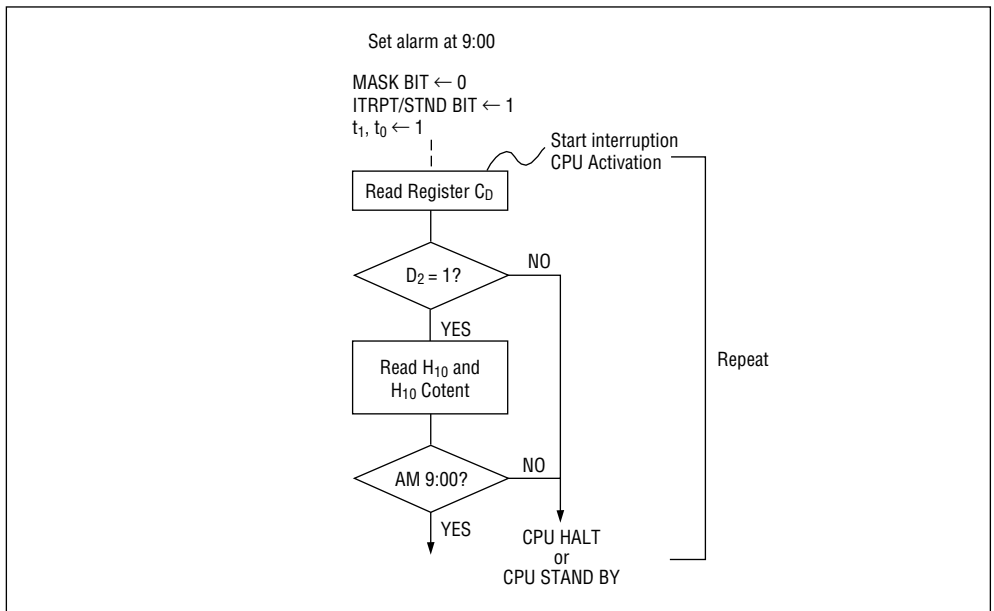 Set alarm at 9:00
MASK BIT ← 0
ITRPT/STND BIT ← 1
t₁, t₀ ← 1
Start interruption
CPU Activation
Read Register C_D
D₂ = 1?
NO
YES
Read H₁₀ and
H₁₀ Cotent
Repeat
AM 9:00?
NO
YES
CPU HALT
or
CPU STAND BY